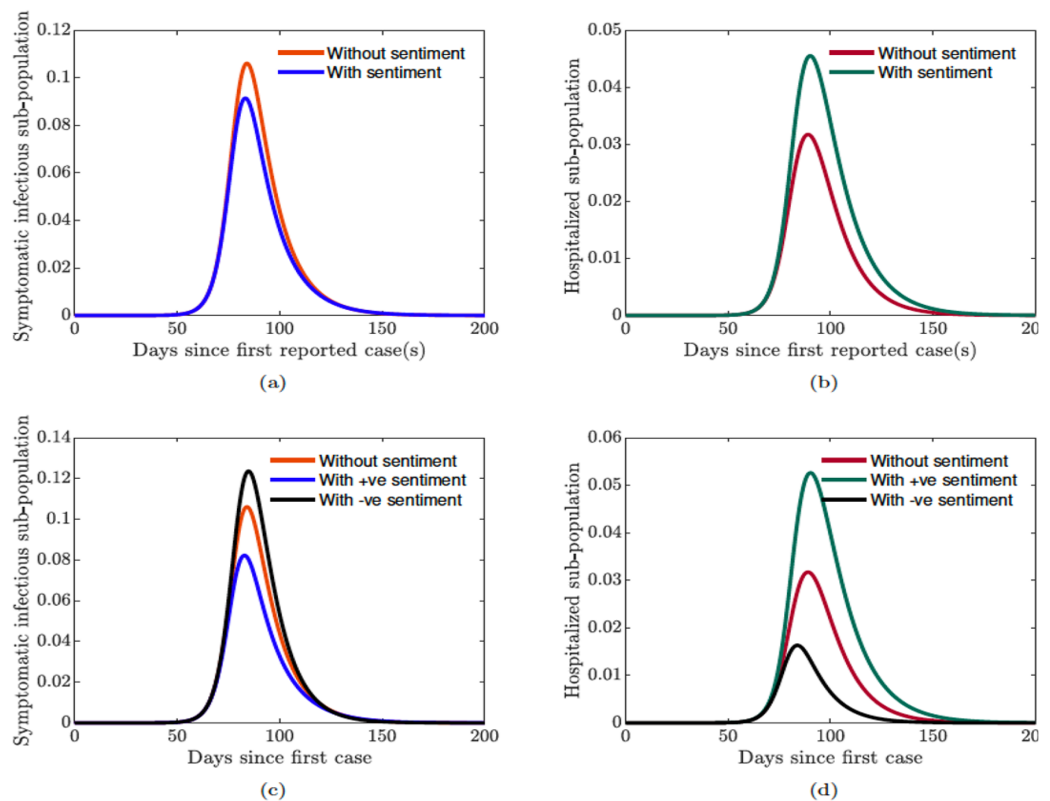 0.12
0.1
0.08
0.06
0.04
0.02
0
Symptomatic infectious sub-population
Without sentiment
With sentiment
0 50 100 150 200
Days since first reported case(s)
(a)
0.05
0.04
0.03
0.02
0.01
0
Hospitalized sub-population
Without sentiment
With sentiment
0 50 100 150 200
Days since first reported case(s)
(b)
0.14
0.12
0.1
0.08
0.06
0.04
0.02
0
Symptomatic infectious sub-population
Without sentiment
With +ve sentiment
With -ve sentiment
0 50 100 150 200
Days since first case
(c)
0.06
0.05
0.04
0.03
0.02
0.01
0
Hospitalized sub-population
Without sentiment
With +ve sentiment
With -ve sentiment
0 50 100 150 200
Days since first case
(d)